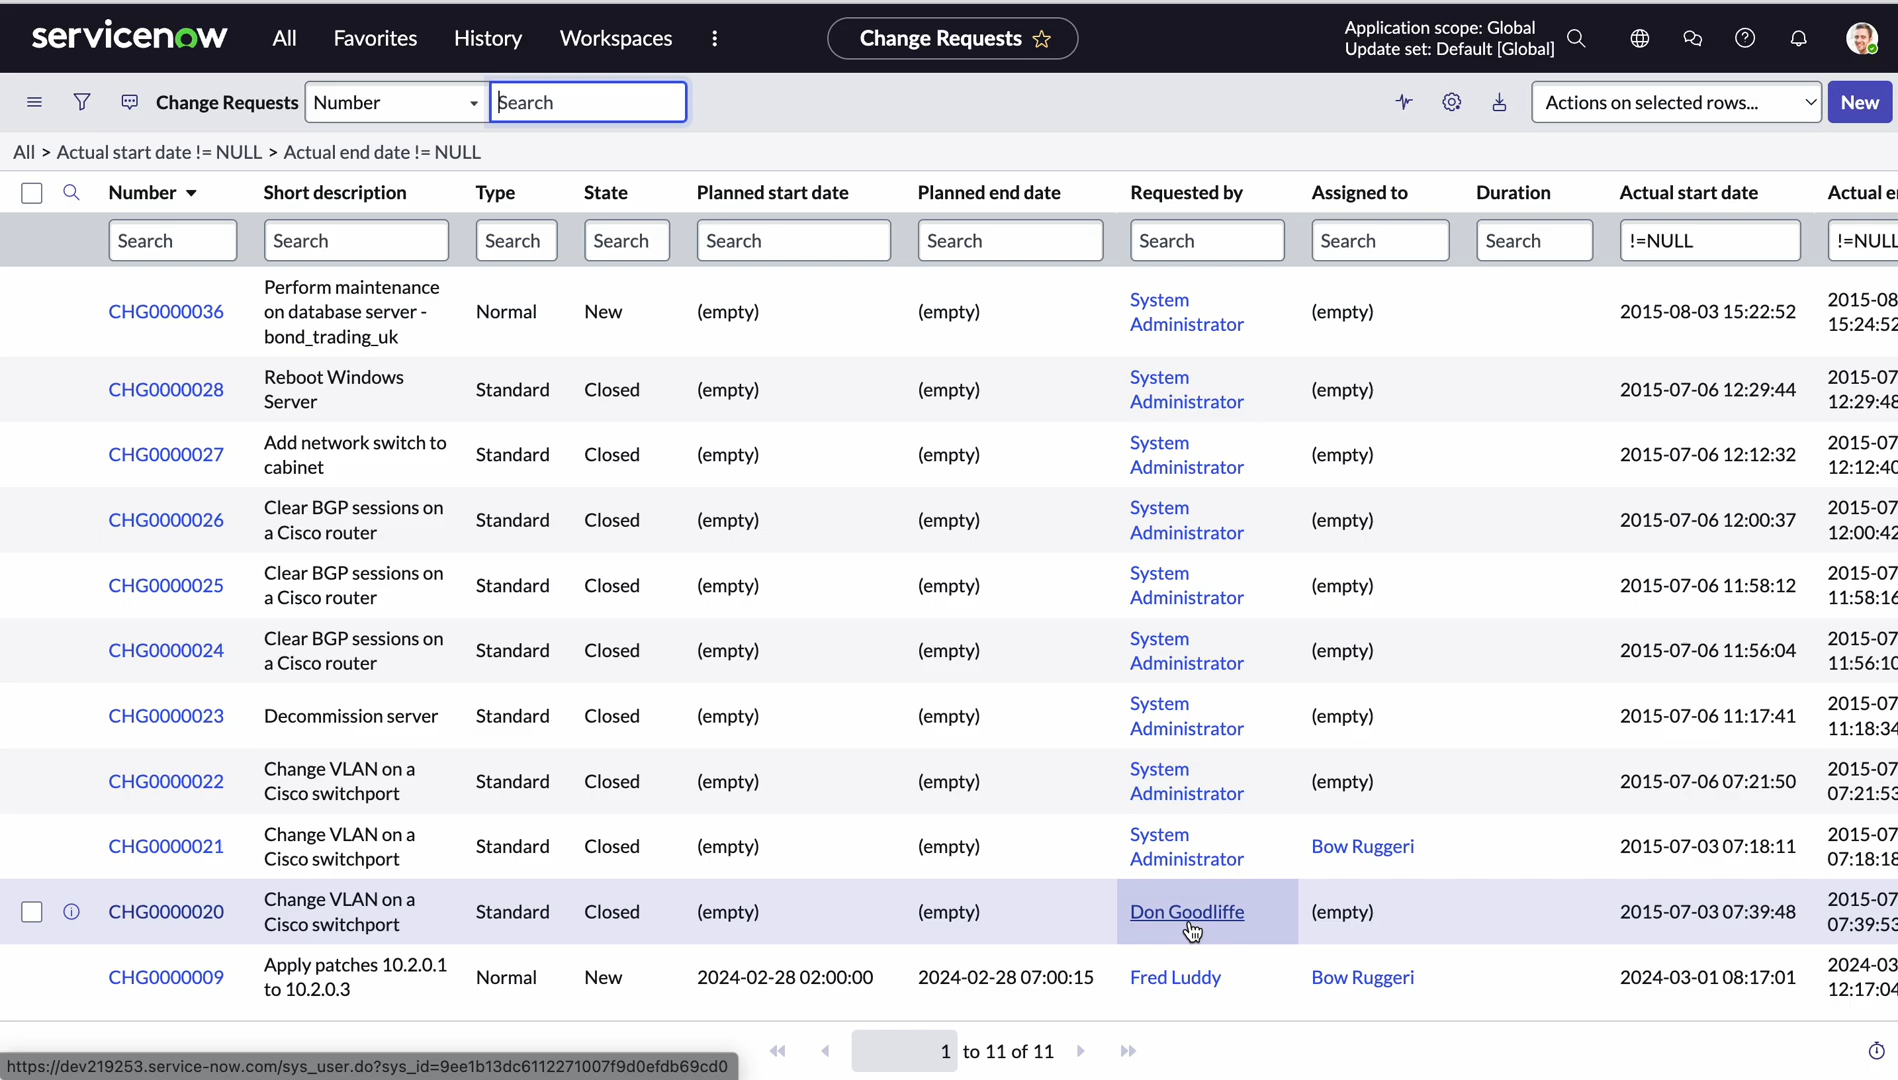 servicenow All Favorites History Workspaces Change Requests Application scope: Global
Update set: Default [Global]
Change Requests Number Search Actions on selected rows... New
All > Actual start date != NULL > Actual end date != NULL
Number Short description Type State Planned start date Planned end date Requested by Assigned to Duration Actual start date Actual e
Search Search Search Search Search Search Search Search Search !=NULL !=NULL
CHG0000036 Perform maintenance
on database server -
bond_trading_uk Normal New (empty) (empty) System
Administrator (empty) 2015-08-03 15:22:52 2015-08
15:24:52
CHG0000028 Reboot Windows
Server Standard Closed (empty) (empty) System
Administrator (empty) 2015-07-06 12:29:44 2015-07
12:29:48
CHG0000027 Add network switch to
cabinet Standard Closed (empty) (empty) System
Administrator (empty) 2015-07-06 12:12:32 2015-07
12:12:40
CHG0000026 Clear BGP sessions on
a Cisco router Standard Closed (empty) (empty) System
Administrator (empty) 2015-07-06 12:00:37 2015-07
12:00:42
CHG0000025 Clear BGP sessions on
a Cisco router Standard Closed (empty) (empty) System
Administrator (empty) 2015-07-06 11:58:12 2015-07
11:58:16
CHG0000024 Clear BGP sessions on
a Cisco router Standard Closed (empty) (empty) System
Administrator (empty) 2015-07-06 11:56:04 2015-07
11:56:10
CHG0000023 Decommission server Standard Closed (empty) (empty) System
Administrator (empty) 2015-07-06 11:17:41 2015-07
11:18:34
CHG0000022 Change VLAN on a
Cisco switchport Standard Closed (empty) (empty) System
Administrator (empty) 2015-07-06 07:21:50 2015-07
07:21:53
CHG0000021 Change VLAN on a
Cisco switchport Standard Closed (empty) (empty) System
Administrator Bow Ruggeri 2015-07-03 07:18:11 2015-07
07:18:18
CHG0000020 Change VLAN on a
Cisco switchport Standard Closed (empty) (empty) Don Goodliffe (empty) 2015-07-03 07:39:48 2015-07
07:39:53
CHG0000009 Apply patches 10.2.0.1
to 10.2.0.3 Normal New 2024-02-28 02:00:00 2024-02-28 07:00:15 Fred Luddy Bow Ruggeri 2024-03-01 08:17:01 2024-03
12:17:04
1 to 11 of 11
https://dev219253.service-now.com/sys_user.do?sys_id=9ee1b13dc6112271007f9d0efdb69cd0